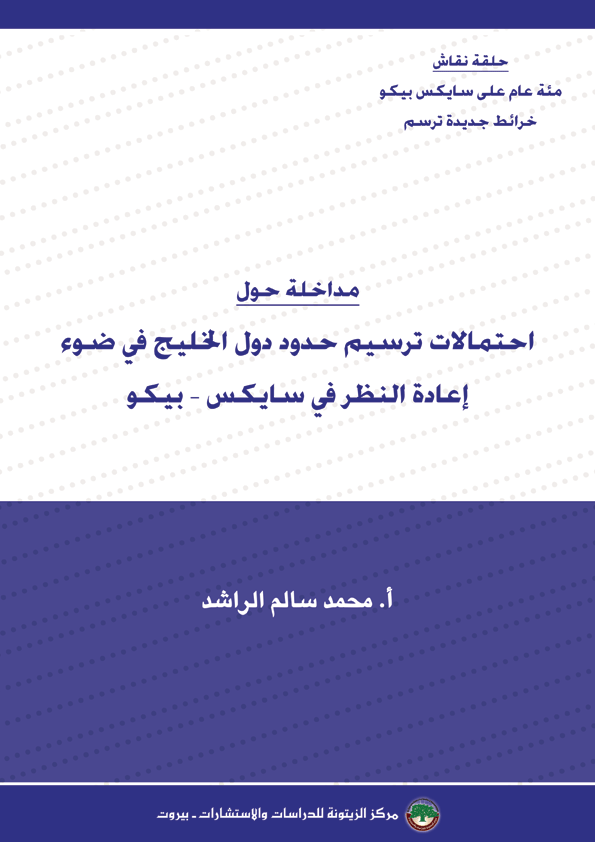 حلقة نقاش
مئة عام على سايكس بيكو
خرائط جديدة ترسم
مداخلة حول
احتمالات ترسيم حدود دول الخليج في ضوء
إعادة النظر في سايكس - بيكو
أ. محمد سالم الراشد
مركز الزيتونة للدراسات والاستشارات - بيروت